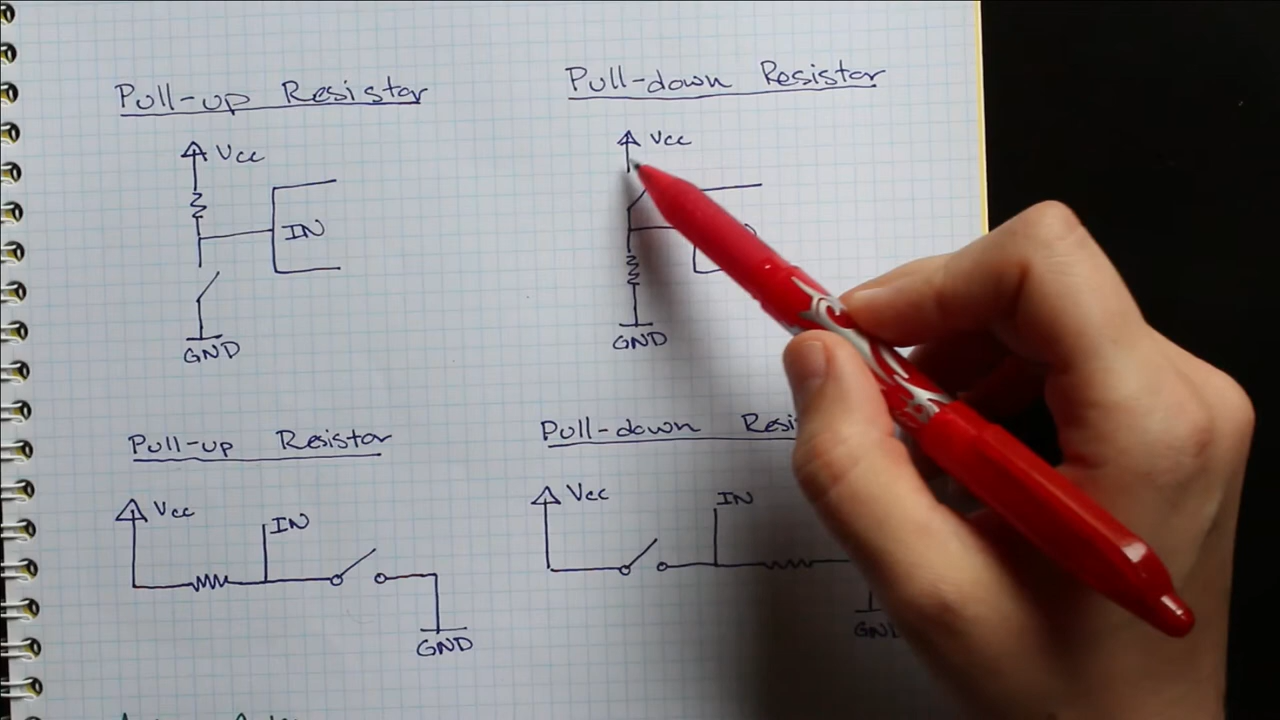 Pull-up Resistor
Vcc
IN
GND
Pull-down Resistor
Vcc
GND
Pull-up Resistor
Vcc
IN
GND
Pull-down
Vcc
IN